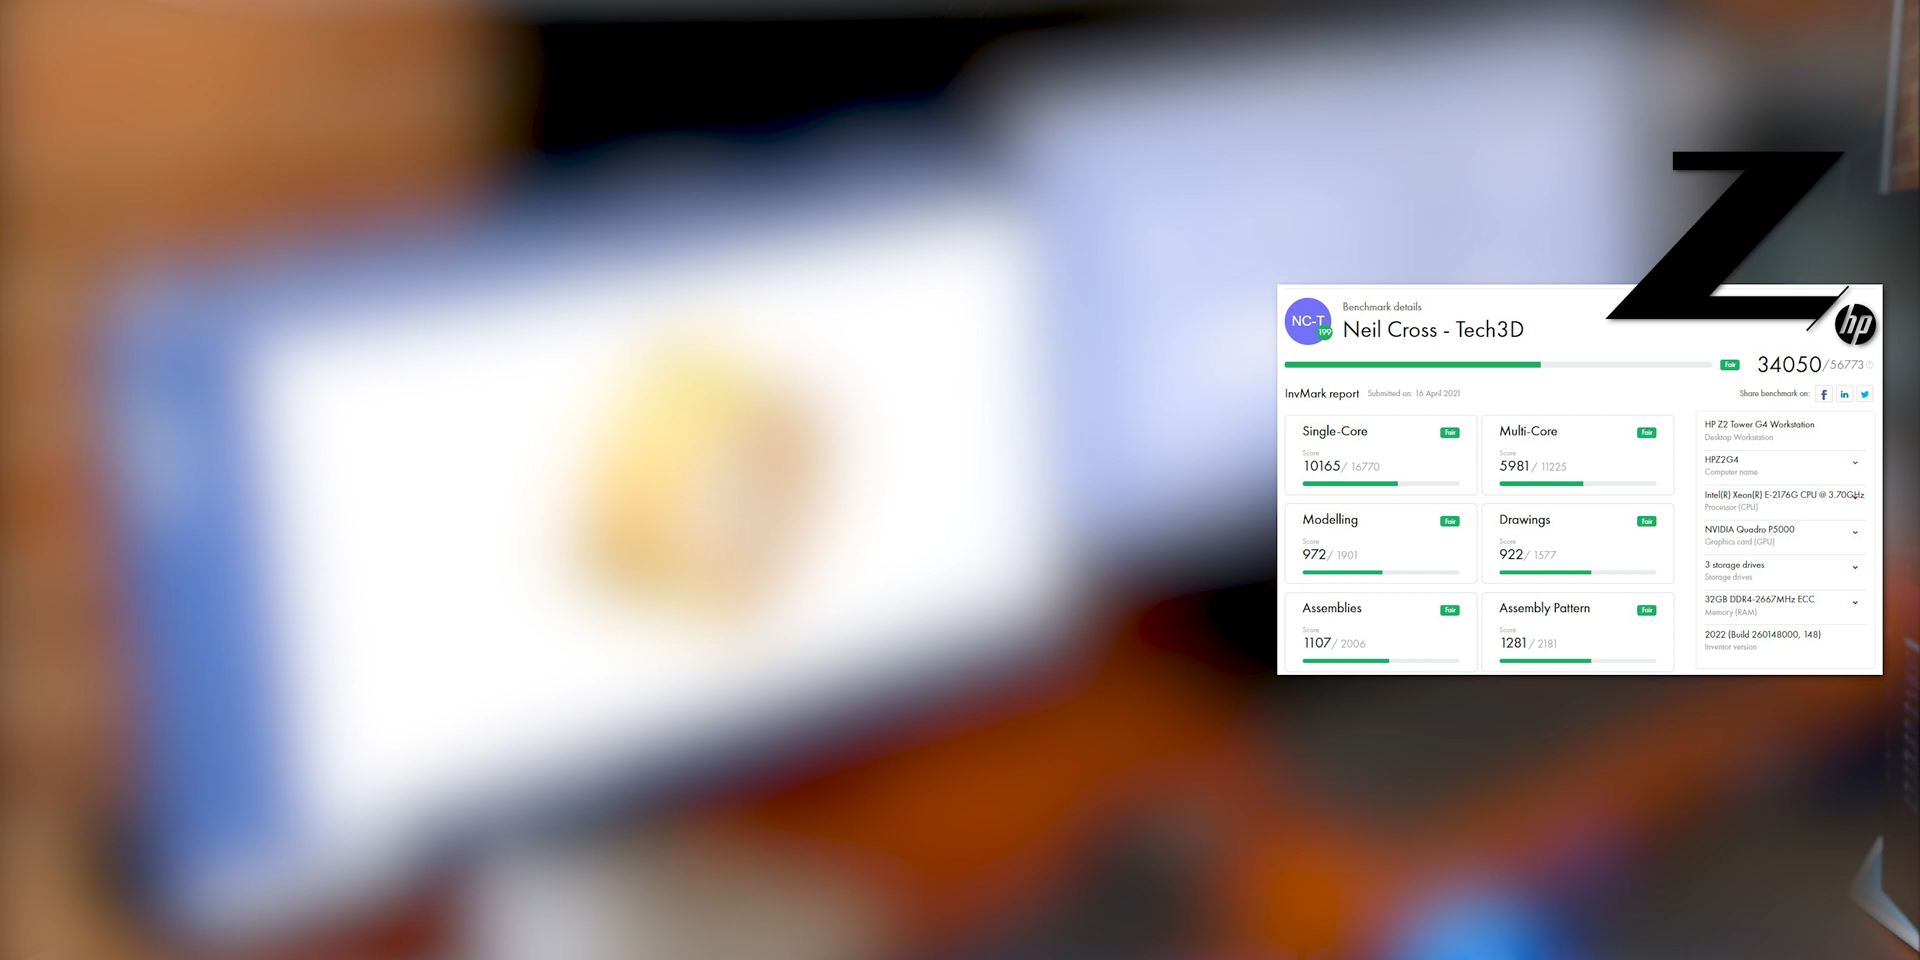 Z
hp
NC-T
199
Benchmark details
Neil Cross - Tech3D
Fair
34050/56773
InvMark report
Submitted on: 16 April 2021
Share benchmark on:
f
in
Single-Core
Fair
Score
10165/ 16770
Multi-Core
Fair
Score
5981/ 11225
Modelling
Fair
Score
972/ 1901
Drawings
Fair
Score
922/ 1577
Assemblies
Fair
Score
1107/ 2006
Assembly Pattern
Fair
Score
1281/ 2181
HP Z2 Tower G4 Workstation
Desktop Workstation
HPZ2G4
Computer name
Intel(R) Xeon(R) E-2176G CPU @ 3.70GHz
Processor (CPU)
NVIDIA Quadro P5000
Graphics card (GPU)
3 storage drives
Storage drives
32GB DDR4-2667MHz ECC
Memory (RAM)
2022 (Build 260148000, 148)
Inventor version